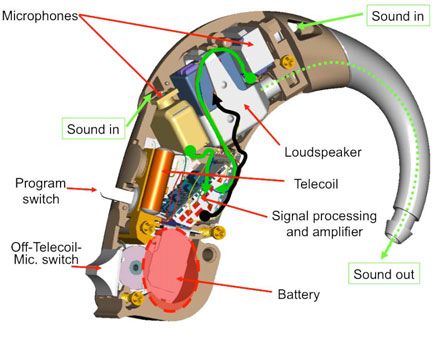 Microphones
Sound in
Sound in
Loudspeaker
Telecoil
Program
switch
Signal processing
and amplifier
Off-Telecoil-
Mic. switch
Sound out
Battery